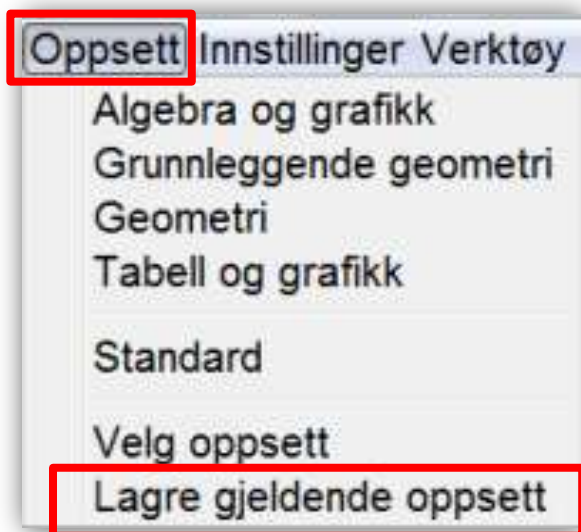 Oppsett Innstillinger Verktøy
Algebra og grafikk
Grunnleggende geometri
Geometri
Tabell og grafikk
Standard
Velg oppsett
Lagre gjeldende oppsett